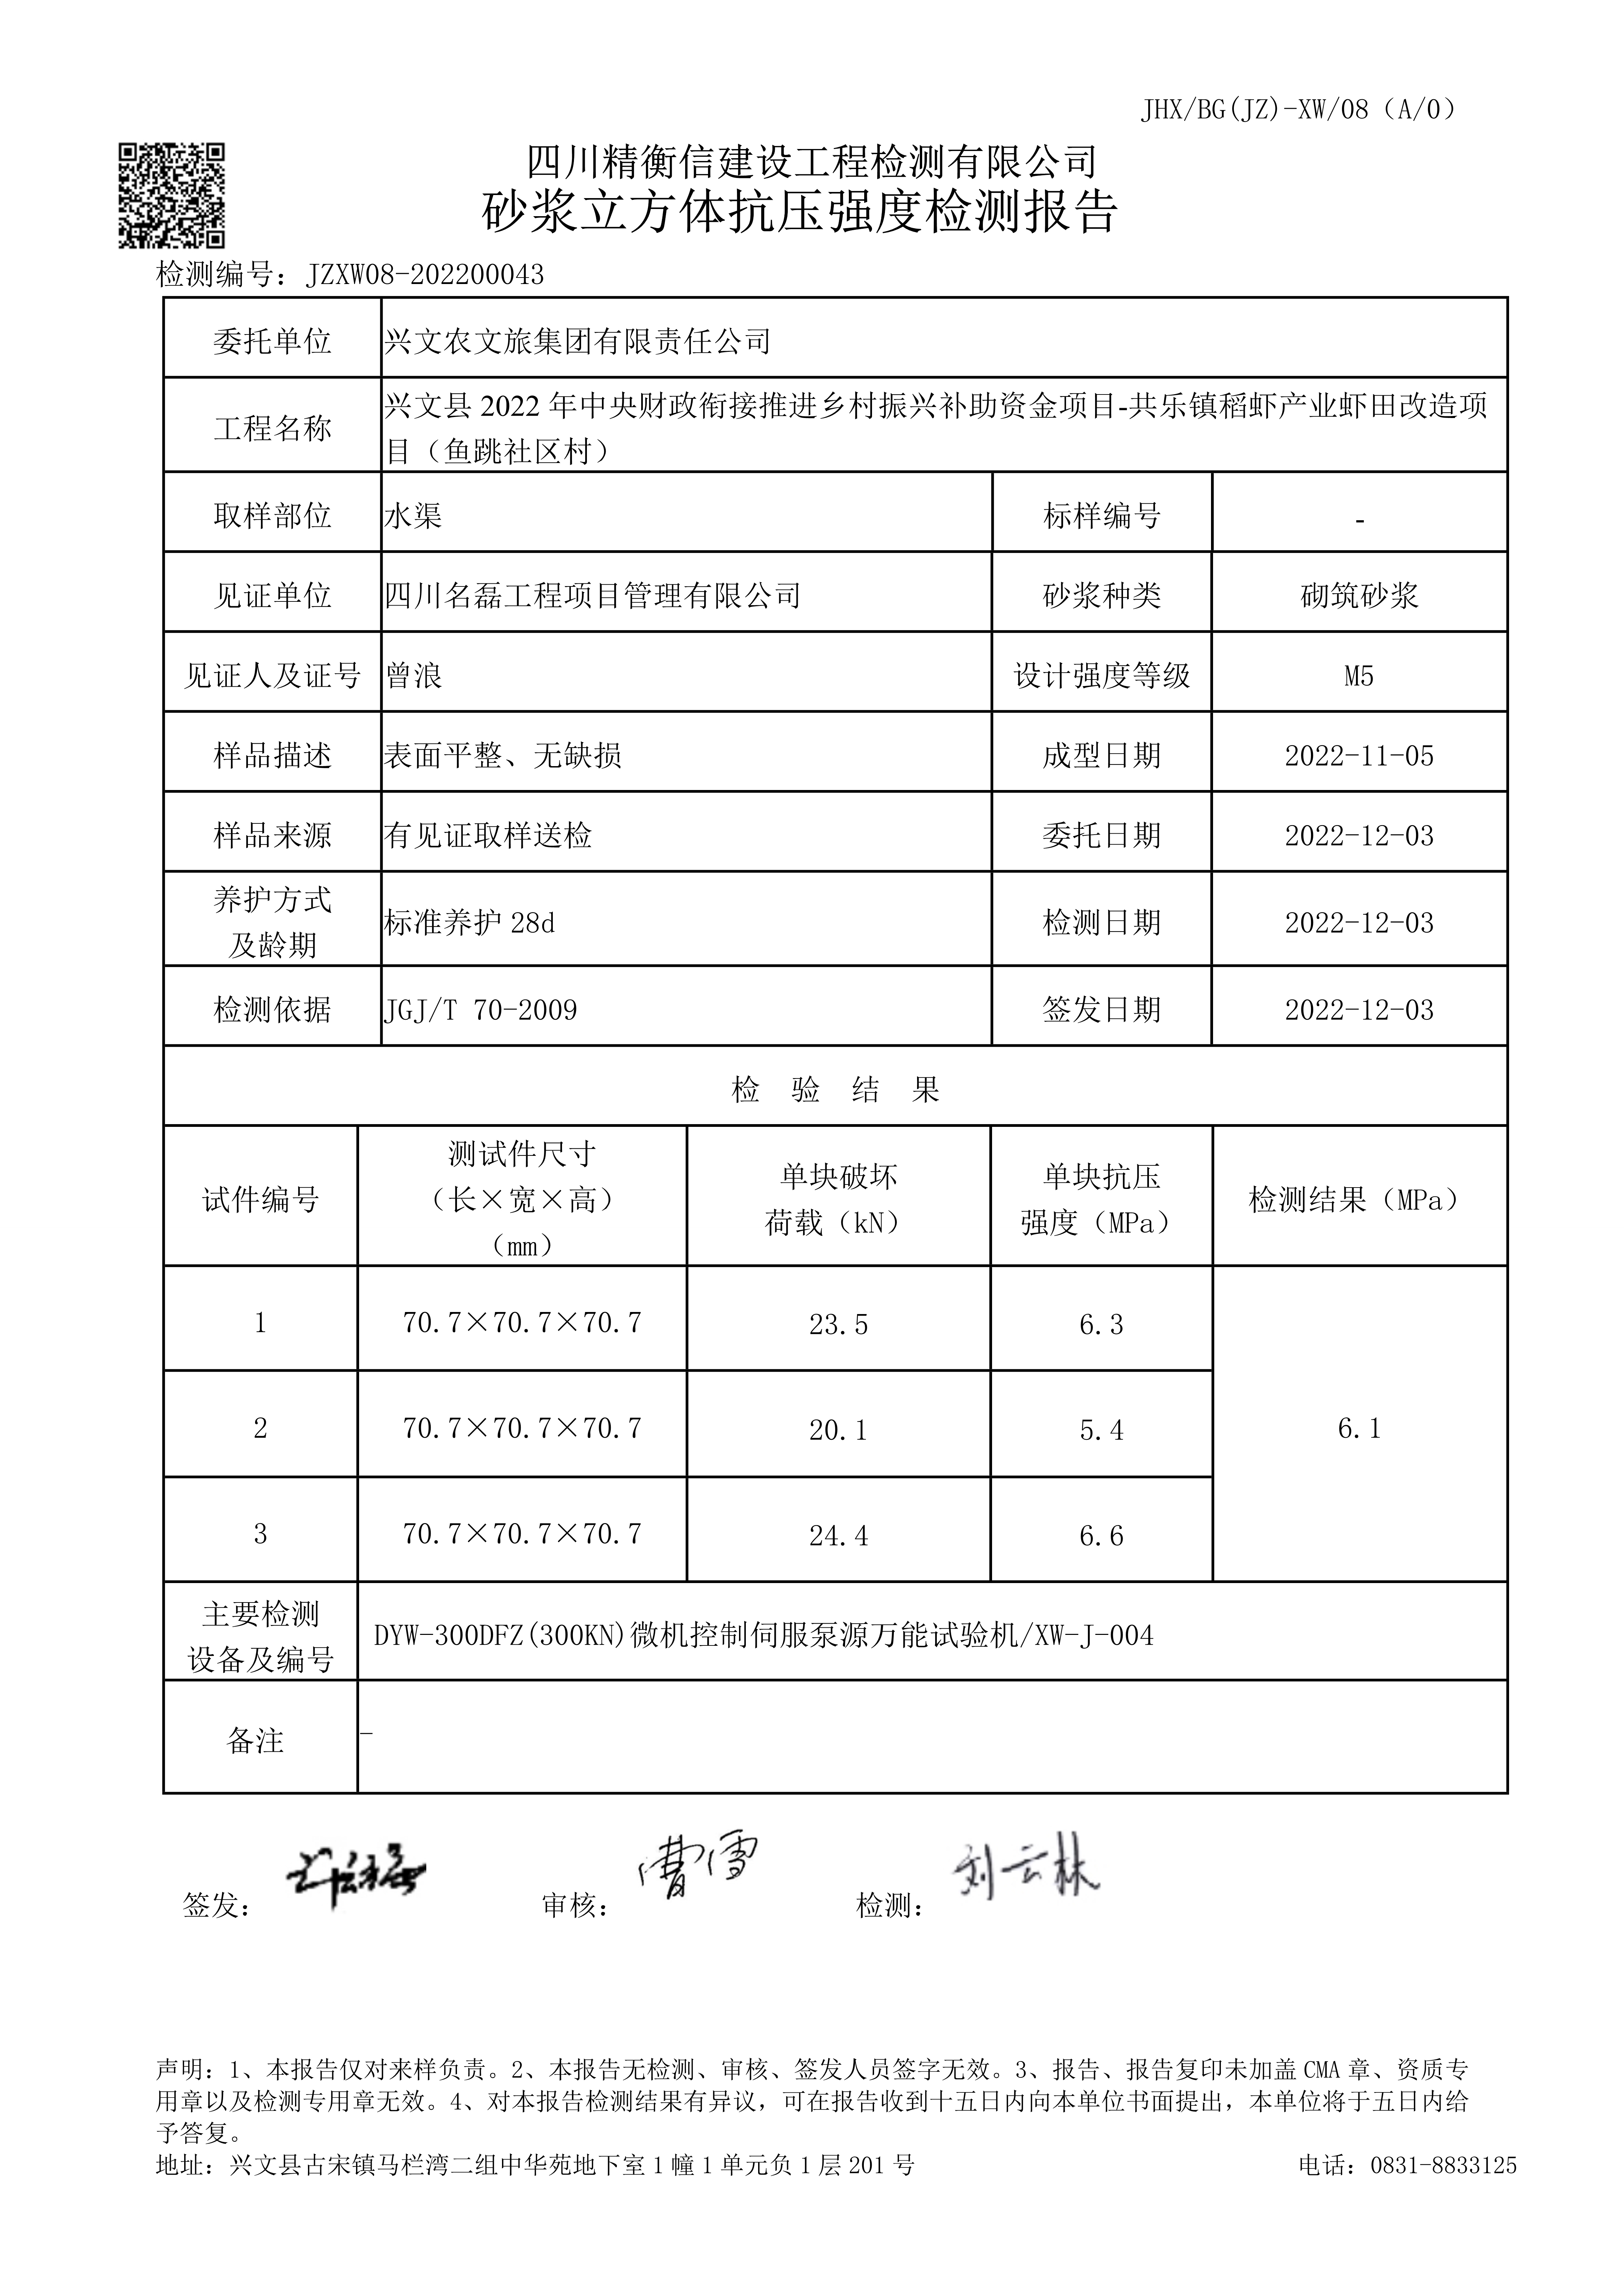 JHX/BG(JZ)-XW/08（A/0）
四川精衡信建设工程检测有限公司
砂浆立方体抗压强度检测报告
检测编号：JZXW08-202200043
委托单位 兴文农文旅集团有限责任公司
工程名称 兴文县 2022 年中央财政衔接推进乡村振兴补助资金项目-共乐镇稻虾产业虾田改造项
目（鱼跳社区村）
取样部位 水渠 标样编号 -
见证单位 四川名磊工程项目管理有限公司 砂浆种类 砌筑砂浆
见证人及证号 曾浪 设计强度等级 M5
样品描述 表面平整、无缺损 成型日期 2022-11-05
样品来源 有见证取样送检 委托日期 2022-12-03
养护方式
及龄期 标准养护 28d 检测日期 2022-12-03
检测依据 JGJ/T 70-2009 签发日期 2022-12-03
检 验 结 果
试件编号
测试件尺寸
（长×宽×高）
（mm）
单块破坏
荷载（kN）
单块抗压
强度（MPa）
检测结果（MPa）
1 70.7×70.7×70.7 23.5 6.3
2 70.7×70.7×70.7 20.1 5.4 6.1
3 70.7×70.7×70.7 24.4 6.6
主要检测
设备及编号 DYW-300DFZ(300KN)微机控制伺服泵源万能试验机/XW-J-004
备注 -
签发： 审核：曹雪 检测：刘云林
声明：1、本报告仅对来样负责。2、本报告无检测、审核、签发人员签字无效。3、报告、报告复印未加盖 CMA 章、资质专
用章以及检测专用章无效。4、对本报告检测结果有异议，可在报告收到十五日内向本单位书面提出，本单位将于五日内给
予答复。
地址：兴文县古宋镇马栏湾二组中华苑地下室 1 幢 1 单元负 1 层 201 号 电话：0831-8833125